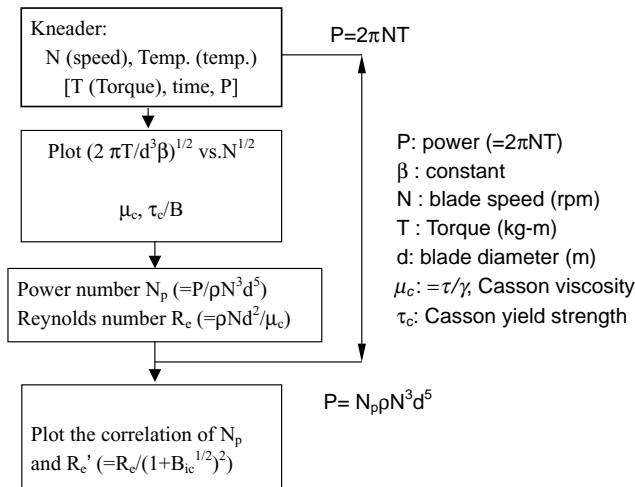 Kneader:
N (speed), Temp. (temp.)
[T (Torque), time, P]
P=2πNT
Plot (2 πT/d³β)^1/2 vs.N^1/2
μc, τc/B
Power number Np (=P/ρN³d⁵)
Reynolds number Re (=ρNd²/μc)
P= NpρN³d⁵
Plot the correlation of Np
and Re' (=Re/(1+Bic^1/2)²)
P: power (=2πNT)
β : constant
N : blade speed (rpm)
T : Torque (kg-m)
d: blade diameter (m)
μc: =τ/γ, Casson viscosity
τc: Casson yield strength